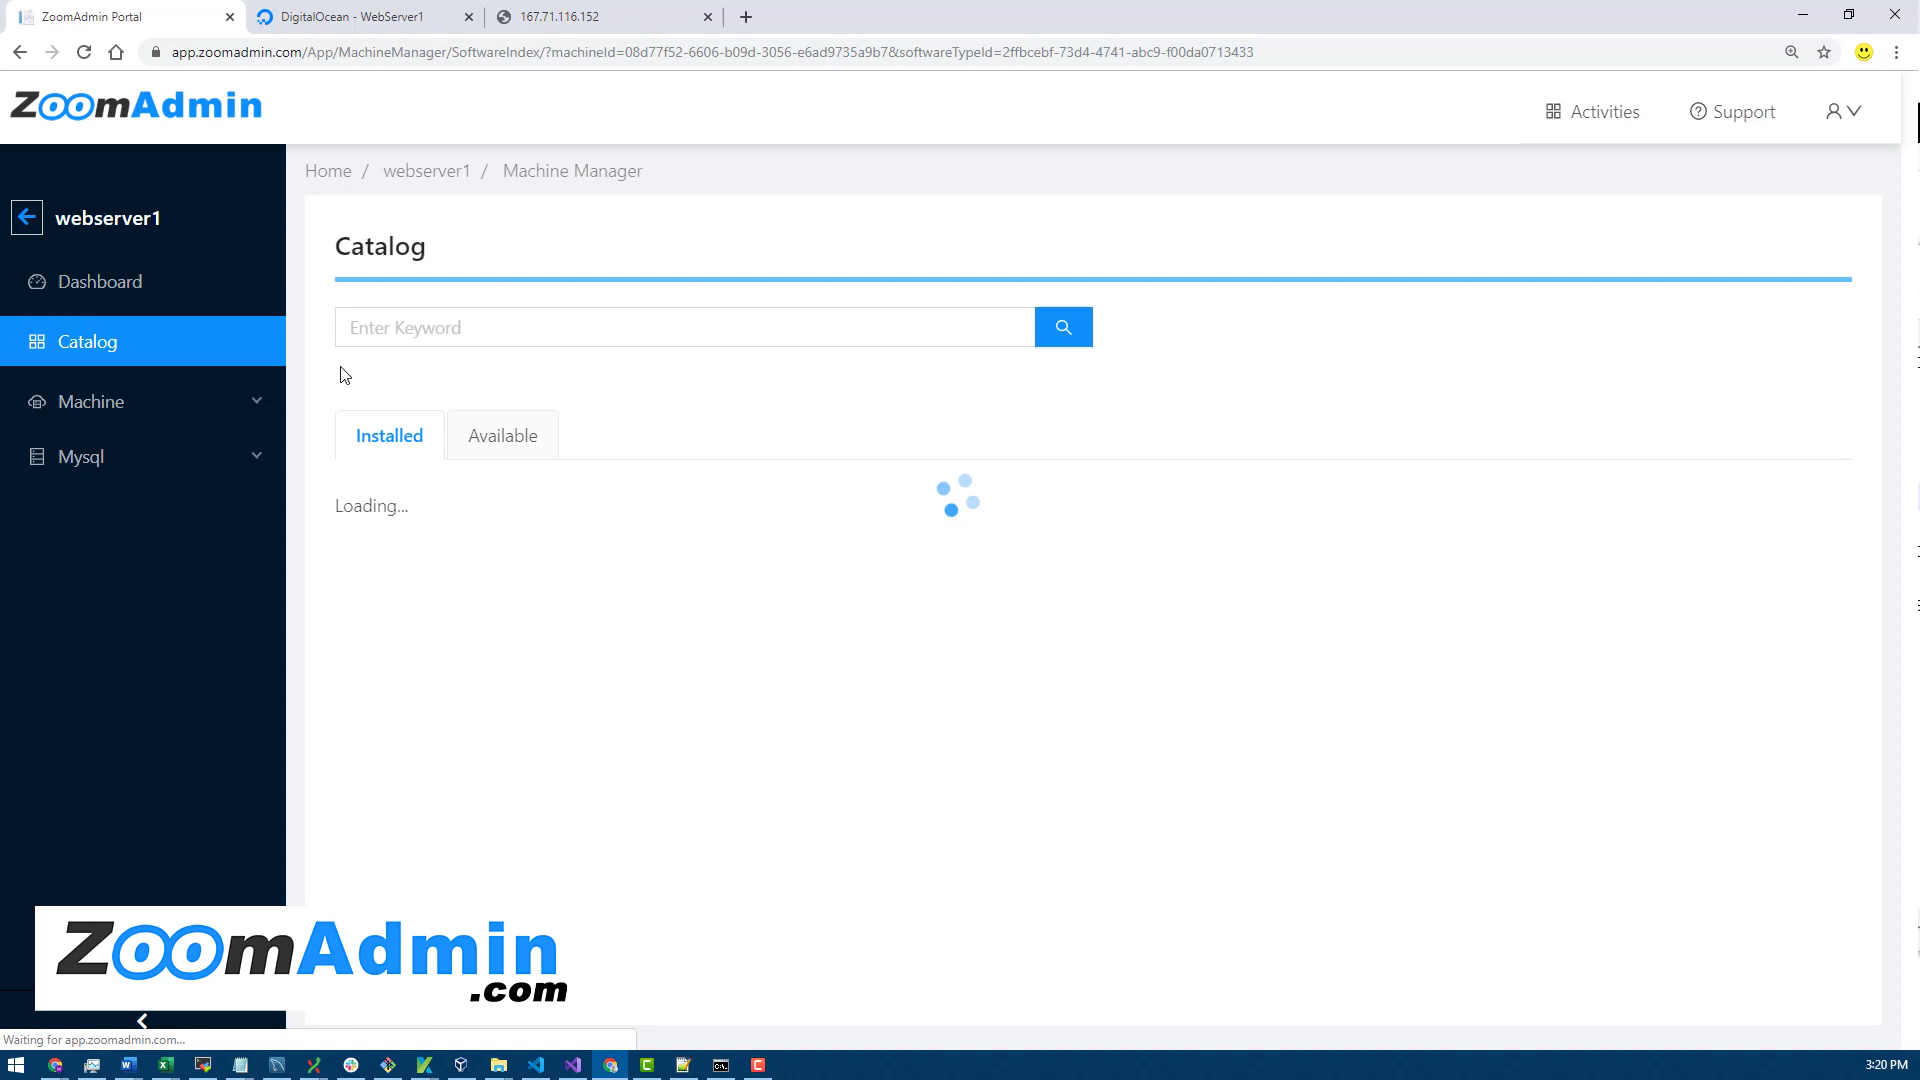 ZoomAdmin Portal
DigitalOcean - WebServer1
167.71.116.152
app.zoomadmin.com/App/MachineManager/SoftwareIndex/?machineId=08d77f52-6606-b09d-3056-e6ad9735a9b7&softwareTypeId=2ffbcebf-73d4-4741-abc9-f00da0713433
ZoomAdmin
Activities
Support
Home / webserver1 / Machine Manager
webserver1
Dashboard
Catalog
Machine
Mysql
Catalog
Enter Keyword
Installed
Available
Loading...
ZoomAdmin
.com
Waiting for app.zoomadmin.com...
3:20 PM